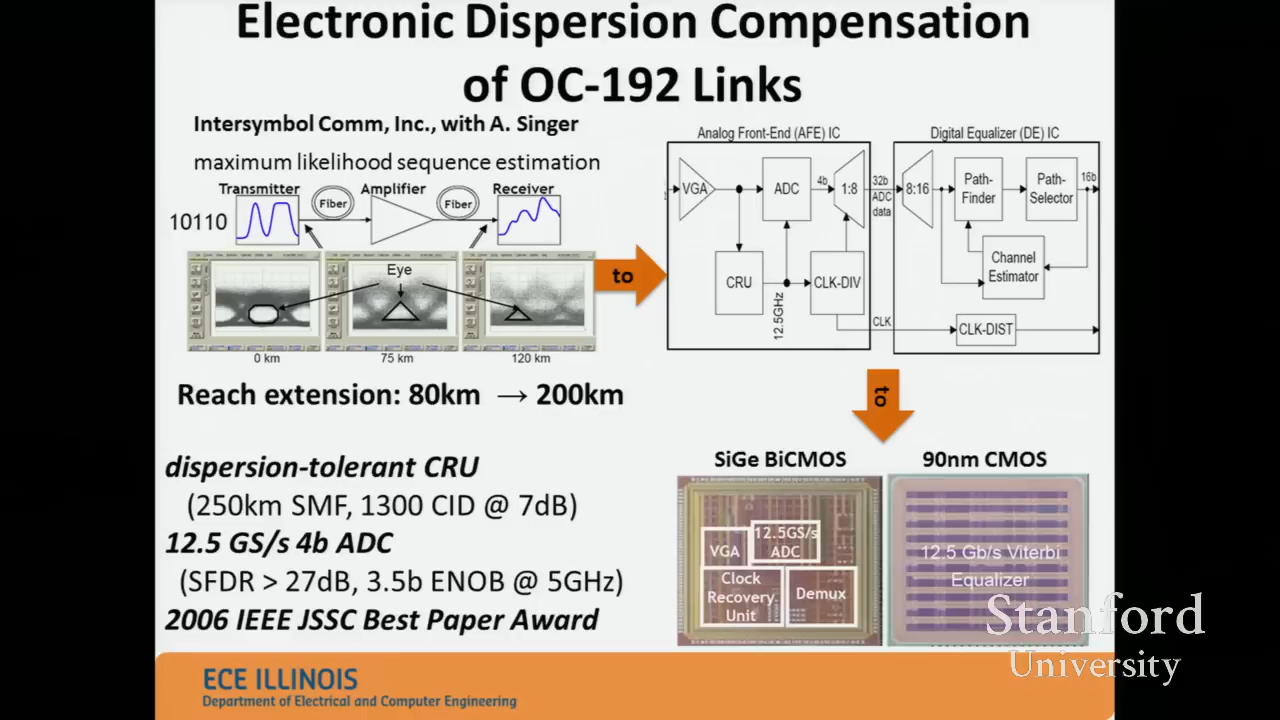 Electronic Dispersion Compensation
of OC-192 Links
Intersymbol Comm, Inc., with A. Singer
maximum likelihood sequence estimation
Transmitter
Fiber
Amplifier
Fiber
Receiver
10110
Eye
0 km
75 km
120 km
to
Reach extension: 80km → 200km
dispersion-tolerant CRU
(250km SMF, 1300 CID @ 7dB)
12.5 GS/s 4b ADC
(SFDR > 27dB, 3.5b ENOB @ 5GHz)
2006 IEEE JSSC Best Paper Award
Analog Front-End (AFE) IC
VGA
ADC
4b
1:8
32b
ADC
data
CRU
CLK-DIV
12.5GHz
CLK
Digital Equalizer (DE) IC
8:16
Path-
Finder
Path-
Selector
16b
Channel
Estimator
CLK-DIST
to
SiGe BiCMOS
VGA
12.5GS/s
ADC
Clock
Recovery
Unit
Demux
90nm CMOS
12.5 Gb/s Viterbi
Equalizer
Stanford
University
ECE ILLINOIS
Department of Electrical and Computer Engineering